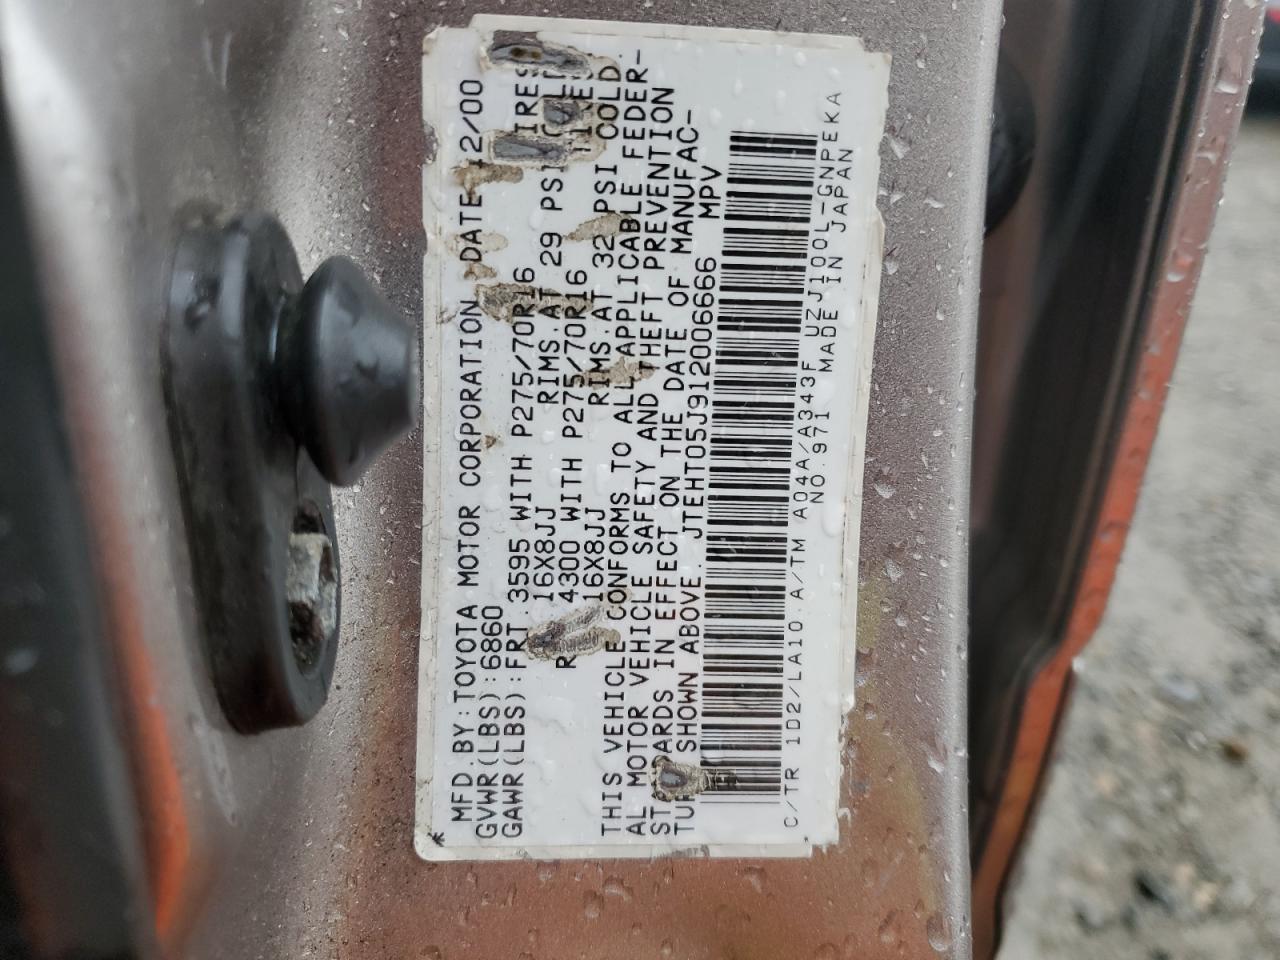 MFD.BY:TOYOTA MOTOR CORPORATION DATE 12/00
GVWR(LBS):6860
GAWR(LBS):FRT.3595 WITH P275/70R16 TIRES
16X8JJ RIMS.AT 29 PSI COLD
4300 WITH P275/70R16 TIRES
16X8JJ RIMS.AT 32 PSI COLD
THIS VEHICLE CONFORMS TO ALL APPLICABLE FEDER-
AL MOTOR VEHICLE SAFETY AND THEFT PREVENTION
STANDARDS IN EFFECT ON THE DATE OF MANUFAC-
TURE SHOWN ABOVE. JTEHT05J912006666 MPV
C/TR 1D2/LA10 A/TM A04A/A343F UZJ100L-GNPEKA
NO.971 MADE IN JAPAN